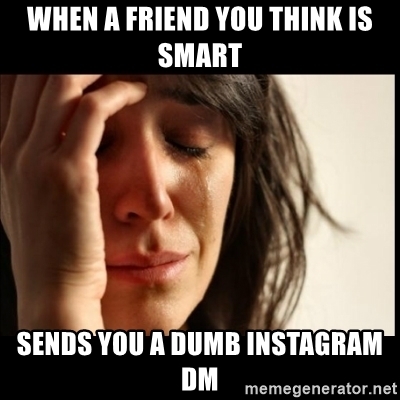 WHEN A FRIEND YOU THINK IS
SMART
SENDS YOU A DUMB INSTAGRAM
DM
memegenerator.net